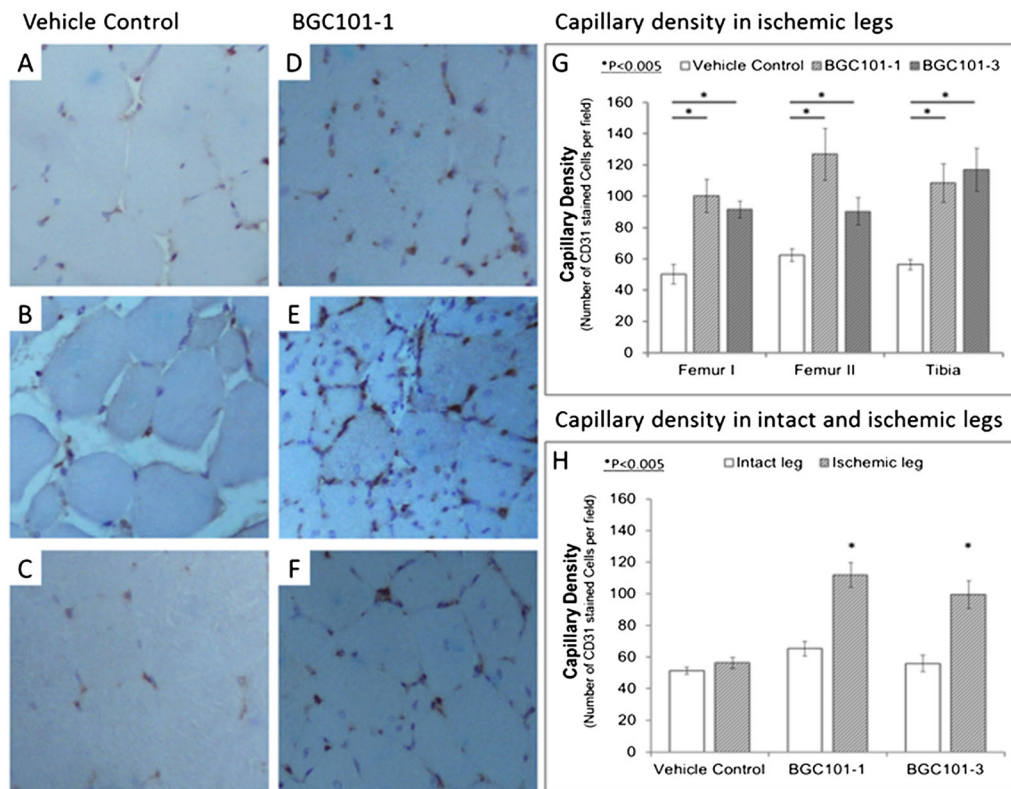 Vehicle Control
BGC101-1
A
D
B
E
C
F
Capillary density in ischemic legs
G
*P<0.005
Vehicle Control BGC101-1 BGC101-3
* * *
* * *
160
140
120
100
80
60
40
20
0
Capillary Density
(Number of CD31 stained Cells per field)
Femur I Femur II Tibia
Capillary density in intact and ischemic legs
H
*P<0.005
Intact leg Ischemic leg
* *
160
140
120
100
80
60
40
20
0
Capillary Density
(Number of CD31 stained Cells per field)
Vehicle Control BGC101-1 BGC101-3